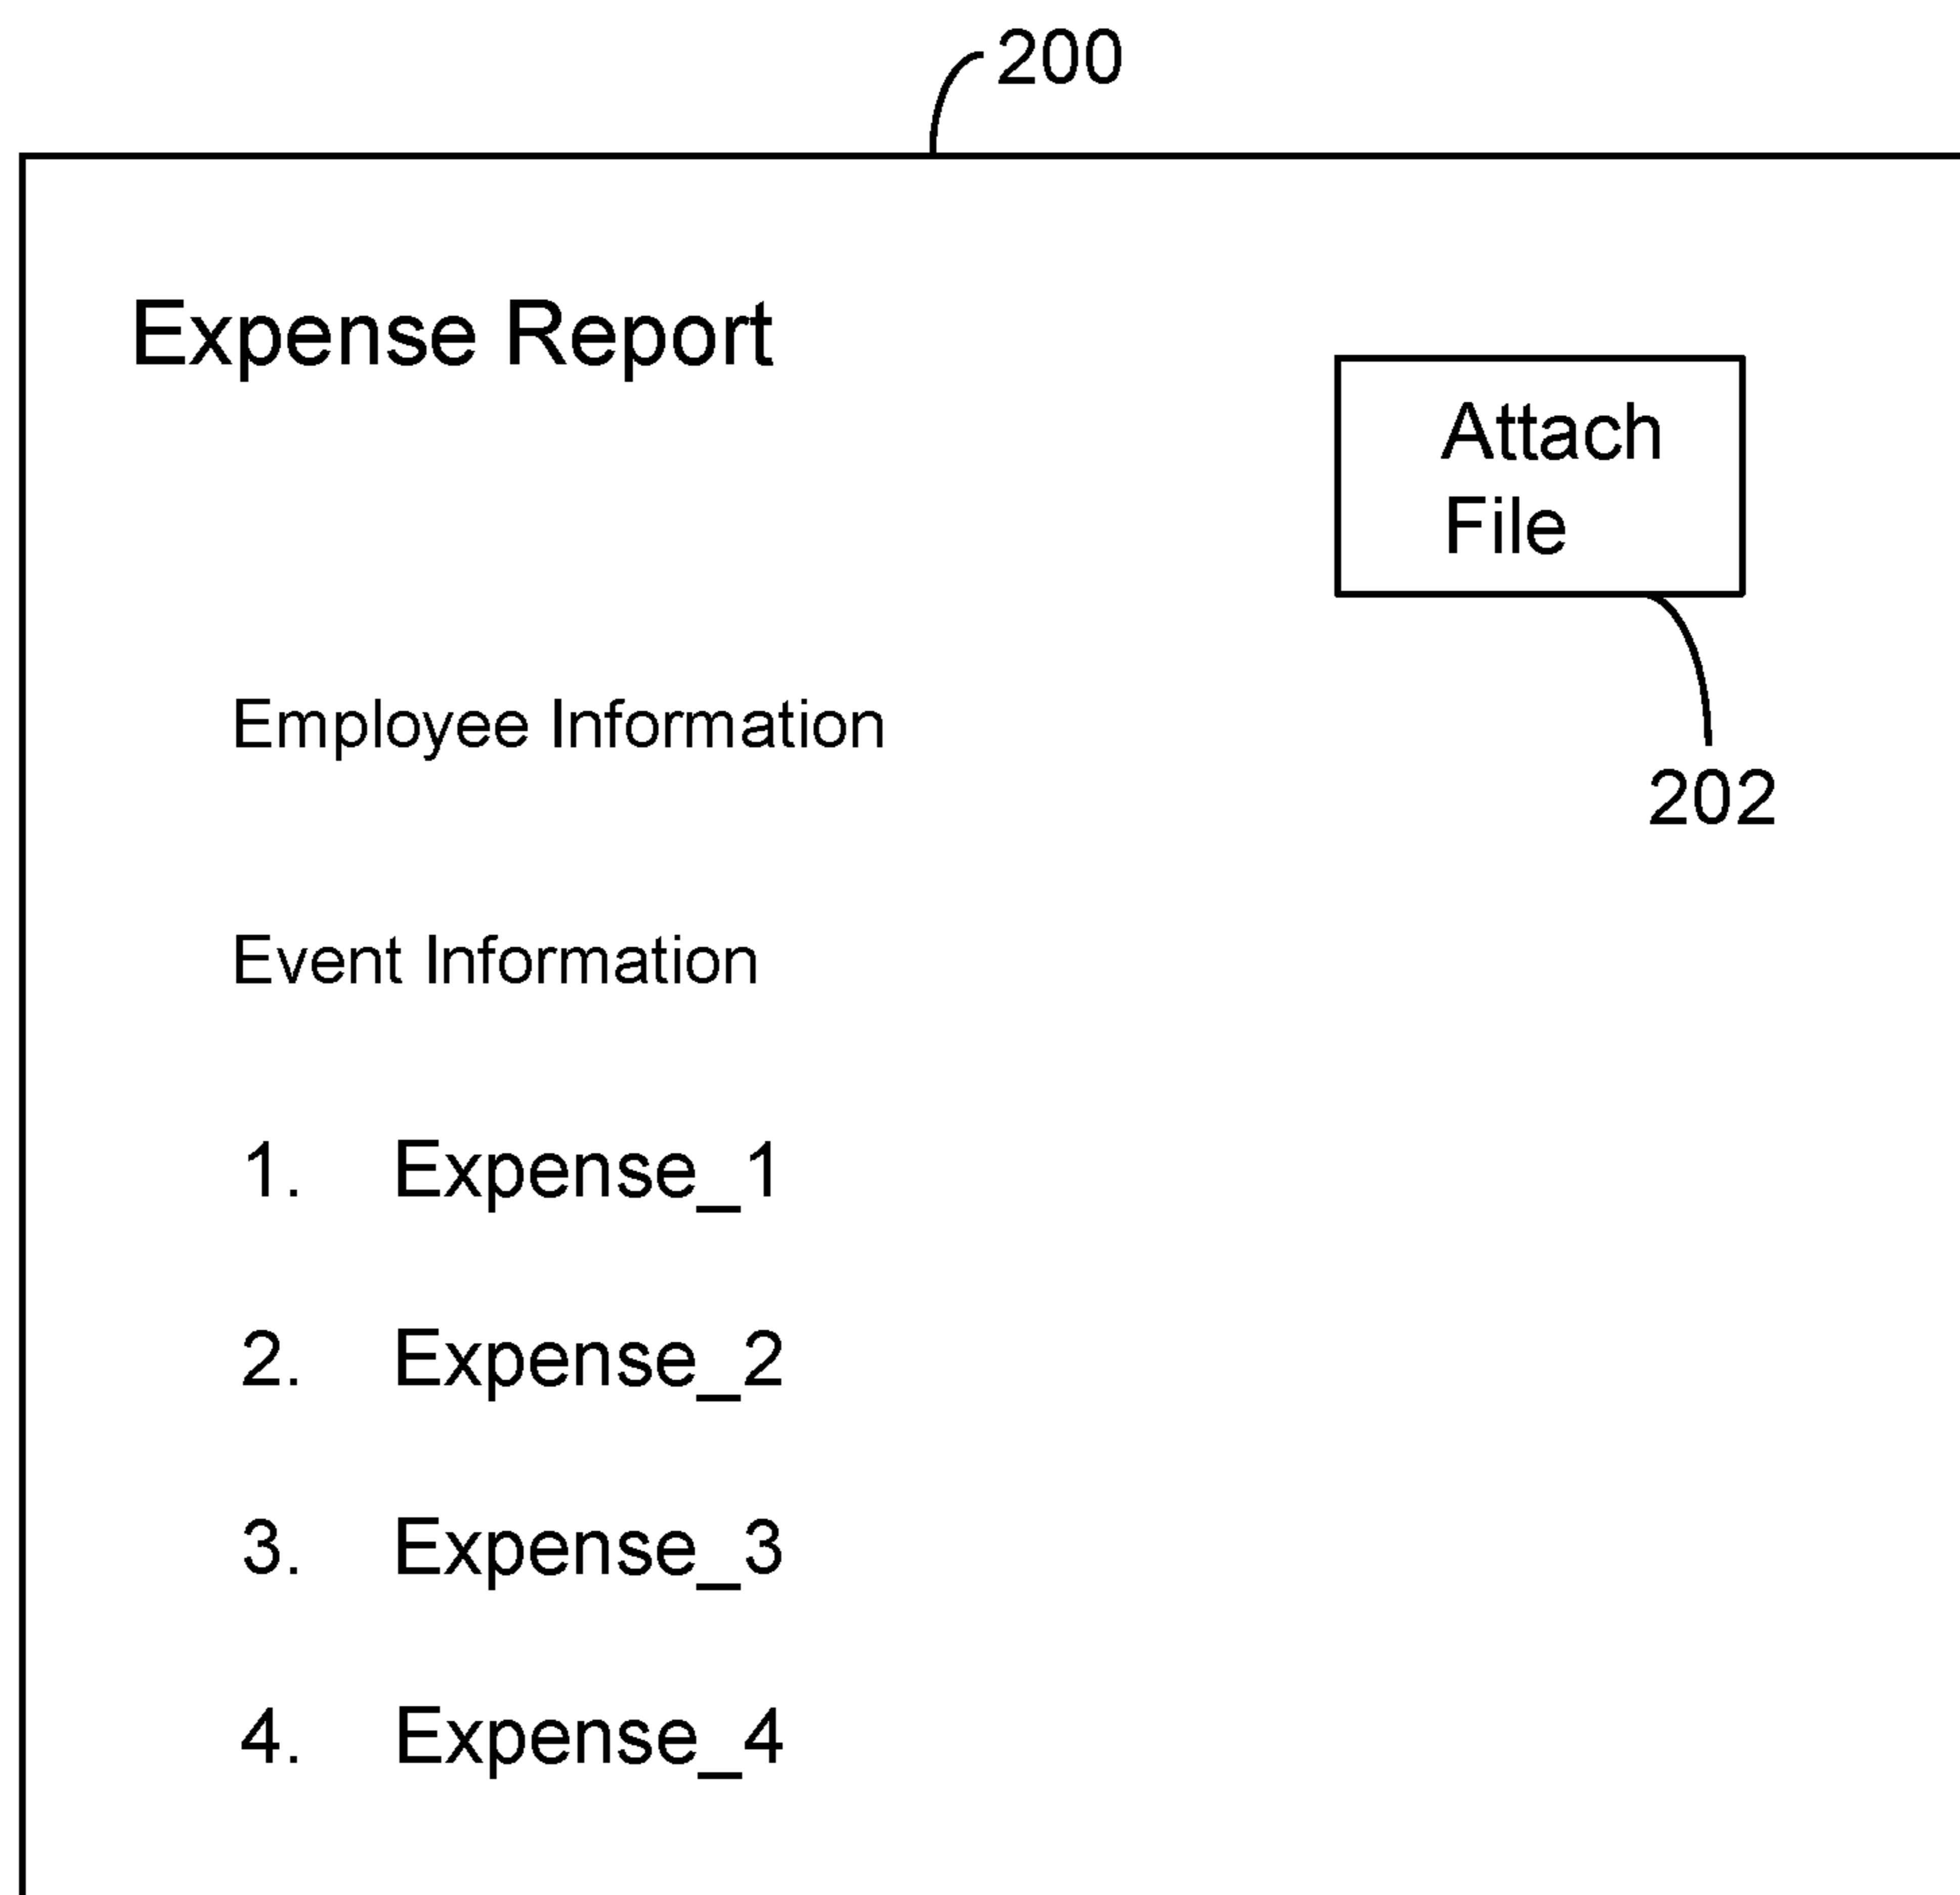 200
Expense Report
Attach
File
Employee Information
202
Event Information
1. Expense_1
2. Expense_2
3. Expense_3
4. Expense_4